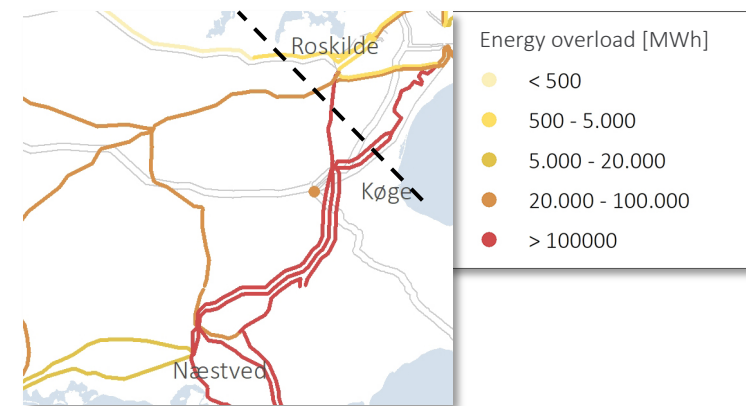 Roskilde
Køge
Næstved
Energy overload [MWh]
< 500
500 - 5.000
5.000 - 20.000
20.000 - 100.000
> 100000